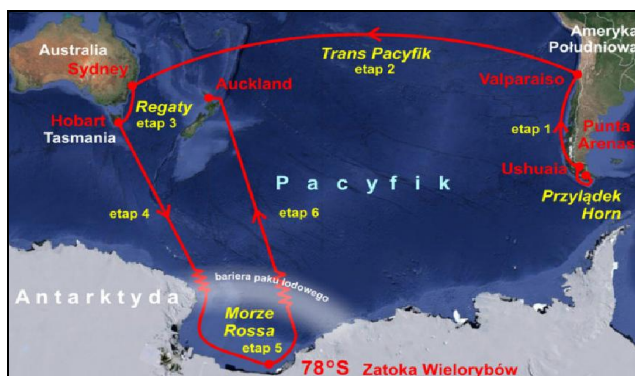 Australia
Sydney
Trans Pacyfik
etap 2
Ameryka
Południowa
Valparaiso
Auckland
Regaty
etap 3
Hobart
Tasmania
etap 1
Punta
Arenas
Ushuaia
Przylądek
Horn
Pacyfik
etap 4
etap 6
bariera paku lodowego
Antarktyda
Morze
Rossa
etap 5
78°S Zatoka Wielorybów